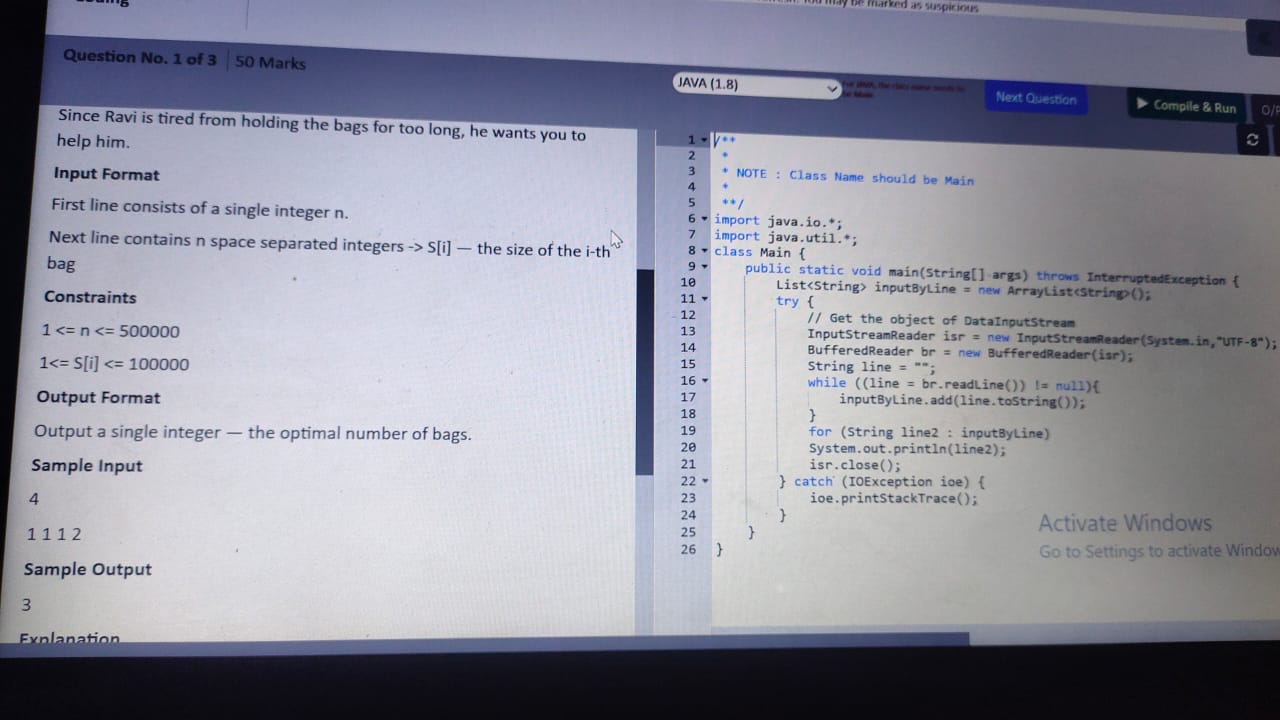 may be marked as suspicious
Question No. 1 of 3 | 50 Marks
JAVA (1.8)
Next Question
Compile & Run
Since Ravi is tired from holding the bags for too long, he wants you to
help him.
Input Format
First line consists of a single integer n.
Next line contains n space separated integers -> S[i] — the size of the i-th
bag
Constraints
1 <= n <= 500000
1<= S[i] <= 100000
Output Format
Output a single integer — the optimal number of bags.
Sample Input
4
1 1 1 2
Sample Output
3
Explanation
1 /**
2 *
3 * NOTE : Class Name should be Main
4 *
5 **/
6 import java.io.*;
7 import java.util.*;
8 class Main {
9 public static void main(String[] args) throws InterruptedException {
10 List<String> inputByLine = new ArrayList<String>();
11 try {
12 // Get the object of DataInputStream
13 InputStreamReader isr = new InputStreamReader(System.in,"UTF-8");
14 BufferedReader br = new BufferedReader(isr);
15 String line = "";
16 while ((line = br.readLine()) != null){
17 inputByLine.add(line.toString());
18 }
19 for (String line2 : inputByLine)
20 System.out.println(line2);
21 isr.close();
22 } catch (IOException ioe) {
23 ioe.printStackTrace();
24 }
25 }
26 }
Activate Windows
Go to Settings to activate Window